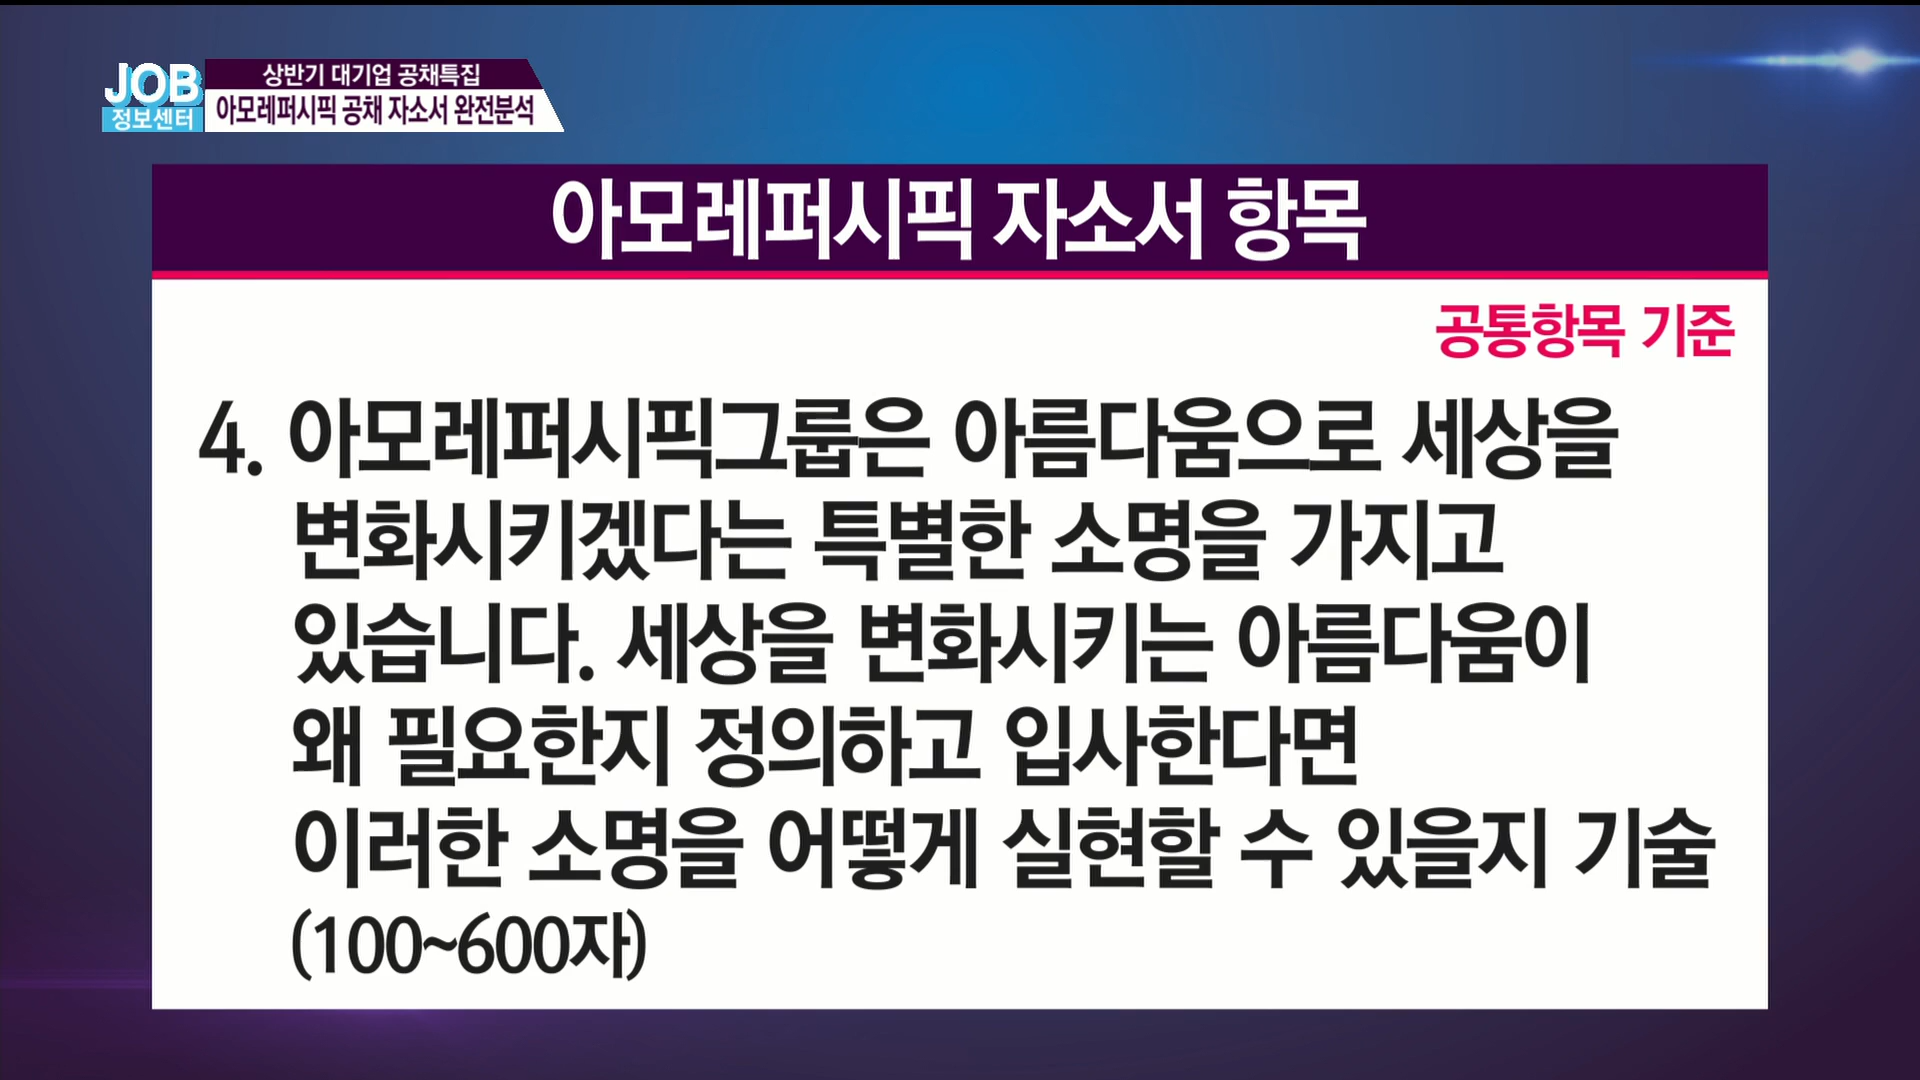 JOB
정보센터
상반기 대기업 공채특집
아모레퍼시픽 공채 자소서 완전분석
아모레퍼시픽 자소서 항목
공통항목 기준
4. 아모레퍼시픽그룹은 아름다움으로 세상을
변화시키겠다는 특별한 소명을 가지고
있습니다. 세상을 변화시키는 아름다움이
왜 필요한지 정의하고 입사한다면
이러한 소명을 어떻게 실현할 수 있을지 기술
(100~600자)